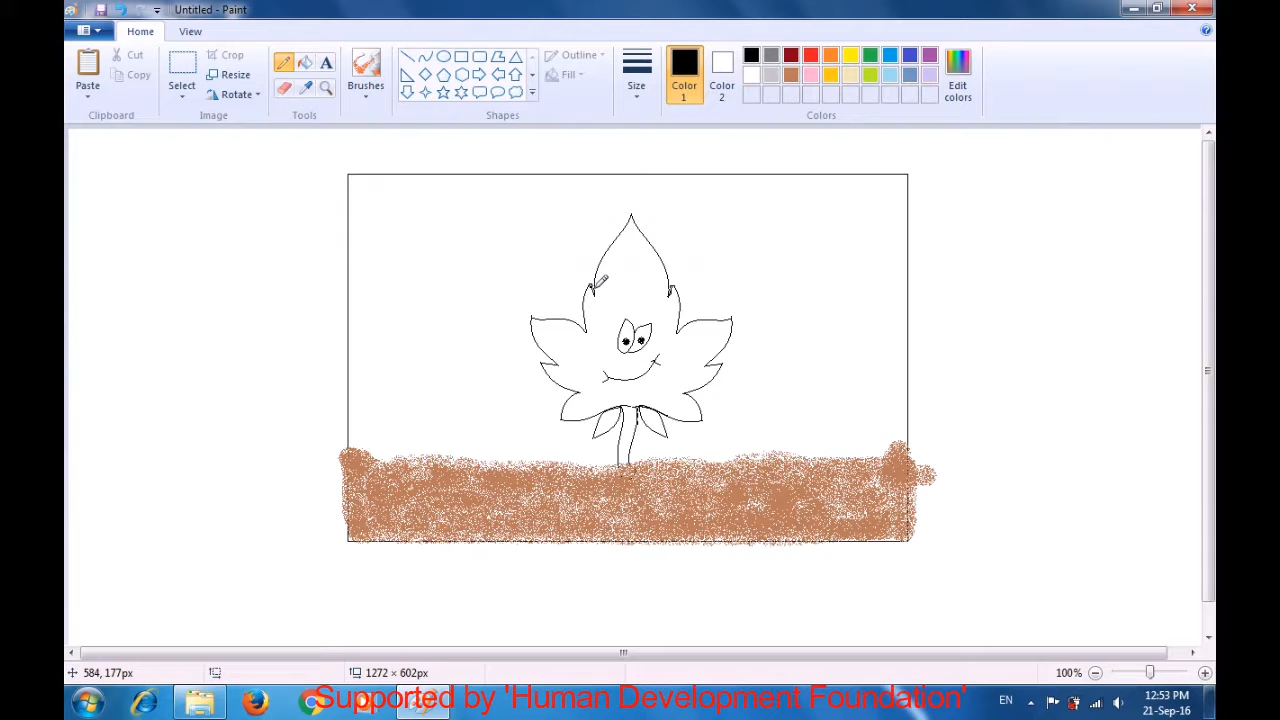 Untitled - Paint
Home View
Paste
Cut
Copy
Clipboard
Select
Crop
Resize
Rotate
Image
Tools
Brushes
Shapes
Outline
Fill
Size
Color 1
Color 2
Edit colors
Colors
584, 177px
1272 × 602px
100%
EN
12:53 PM
21-Sep-16
Supported by 'Human Development Foundation'